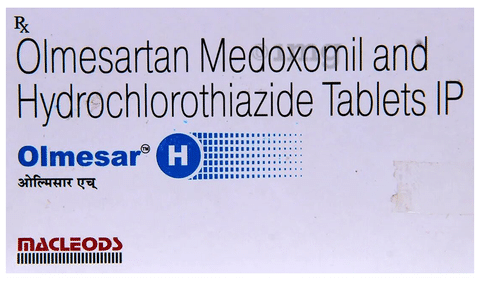 Rx
Olmesartan Medoxomil and
Hydrochlorothiazide Tablets IP
Olmesar™ H
ओल्मिसार एच्
MACLEODS